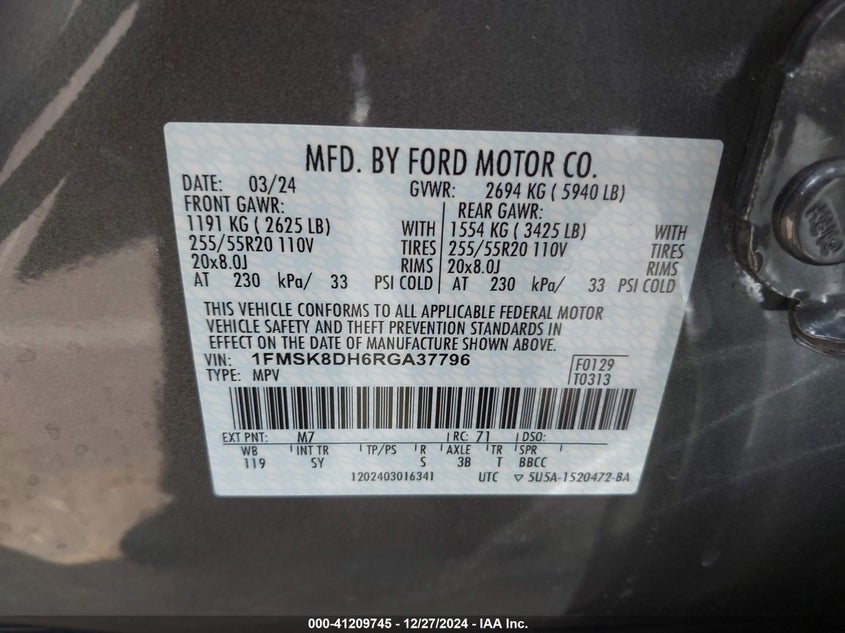 MFD. BY FORD MOTOR CO.
DATE: 03/24 GVWR: 2694 KG ( 5940 LB)
FRONT GAWR: REAR GAWR:
1191 KG ( 2625 LB) WITH 1554 KG ( 3425 LB) WITH
255/55R20 110V TIRES 255/55R20 110V TIRES
20x8.0J RIMS 20x8.0J RIMS
AT 230 kPa/ 33 PSI COLD AT 230 kPa/ 33 PSI COLD
THIS VEHICLE CONFORMS TO ALL APPLICABLE FEDERAL MOTOR
VEHICLE SAFETY AND THEFT PREVENTION STANDARDS IN
EFFECT ON THE DATE OF MANUFACTURE SHOWN ABOVE.
VIN: 1FMSK8DH6RGA37796 F0129
TYPE: MPV T0313
EXT PNT: M7 RC: 71 DSO:
WB INT TR TP/PS R AXLE TR SPR
119 SY S 3B T BBCC
1202403016341 UTC ▽ 5U5A-1520472-BA
000-41209745 - 12/27/2024 - IAA Inc.